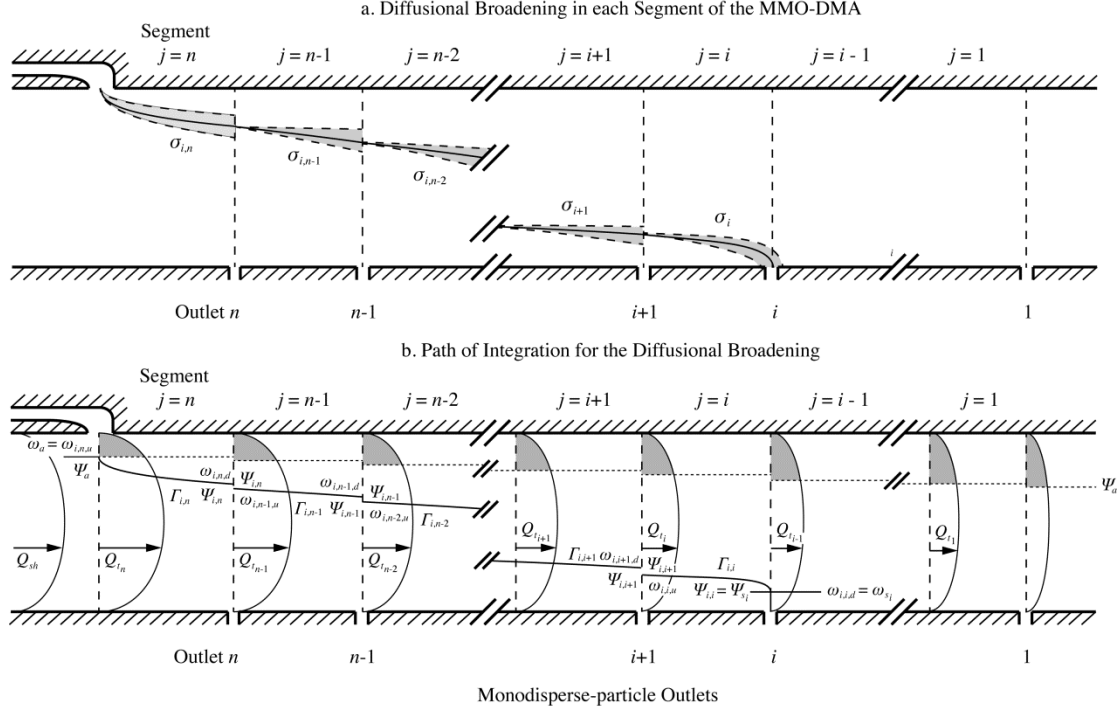 a. Diffusional Broadening in each Segment of the MMO-DMA
Segment
j = n j = n-1 j = n-2 j = i+1 j = i j = i - 1 j = 1
σi,n
σi,n-1
σi,n-2
σi+1
σi
i
Outlet n n-1 i+1 i 1
b. Path of Integration for the Diffusional Broadening
Segment
j = n j = n-1 j = n-2 j = i+1 j = i j = i - 1 j = 1
ωa = ωi,n,u
Ψa Γi,n ωi,n,d Ψi,n Ψi,n ωi,n-1,u
Γi,n-1 ωi,n-1,d Ψi,n-1 Ψi,n-1 ωi,n-2,u Γi,n-2
Ψa
Qsh Qtn Qtn-1 Qtn-2 Qti+1 Qti Qti-1 Qt1
Γi,i+1 ωi,i+1,d Ψi,i+1 Γi,i
Ψi,i+1 ωi,i,u Ψi,i = Ψsi ωi,i,d = ωsi
Outlet n n-1 i+1 i 1
Monodisperse-particle Outlets